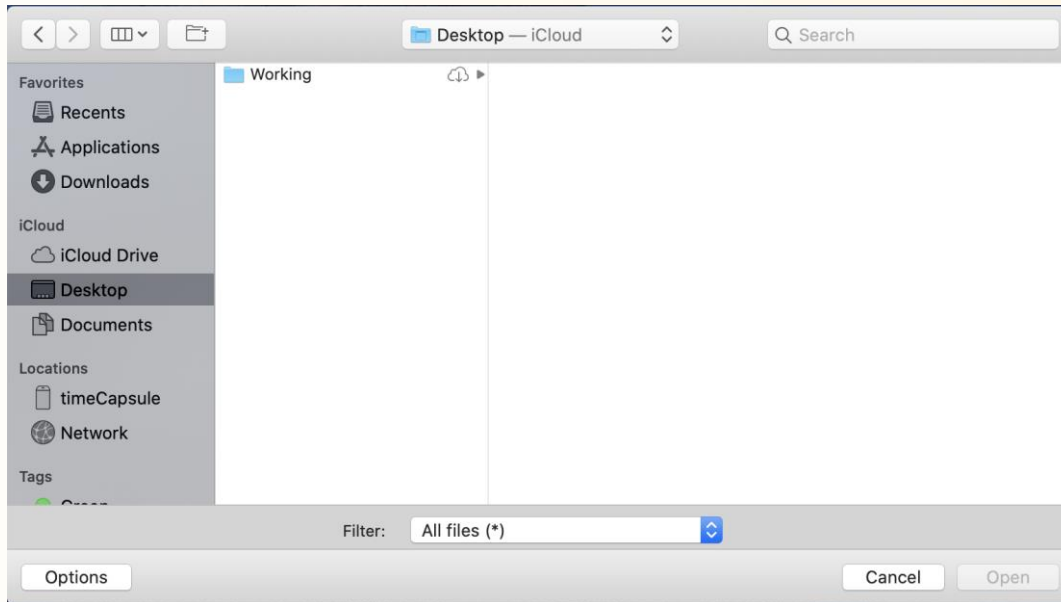 Desktop — iCloud
Search
Favorites
Recents
Applications
Downloads
iCloud
iCloud Drive
Desktop
Documents
Locations
timeCapsule
Network
Tags
Working
Filter: All files (*)
Options
Cancel
Open